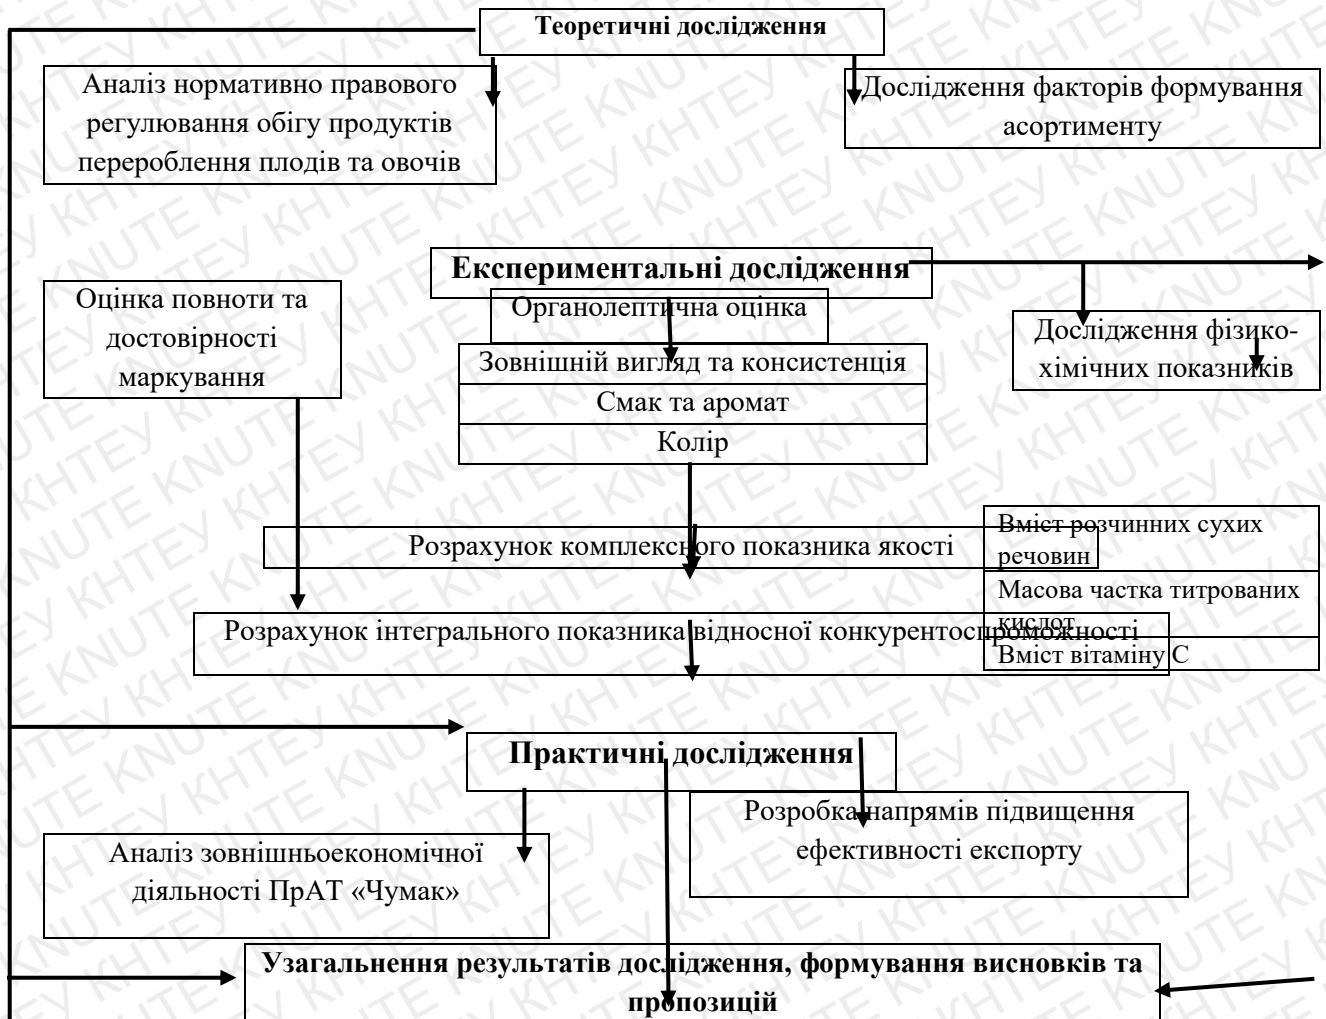 Теоретичні дослідження
Аналіз нормативно правового
регулювання обігу продуктів
перероблення плодів та овочів
Дослідження факторів формування
асортименту
Експериментальні дослідження
Оцінка повноти та
достовірності
маркування
Органолептична оцінка
Зовнішній вигляд та консистенція
Смак та аромат
Колір
Дослідження фізико-
хімічних показників
Розрахунок комплексного показника якості
Вміст розчинних сухих
речовин
Масова частка титрованих
кислот
Вміст вітаміну С
Розрахунок інтегрального показника відносної конкурентоспроможності
Практичні дослідження
Розробка напрямів підвищення
ефективності експорту
Аналіз зовнішньоекономічної
діяльності ПрАТ «Чумак»
Узагальнення результатів дослідження, формування висновків та
пропозицій